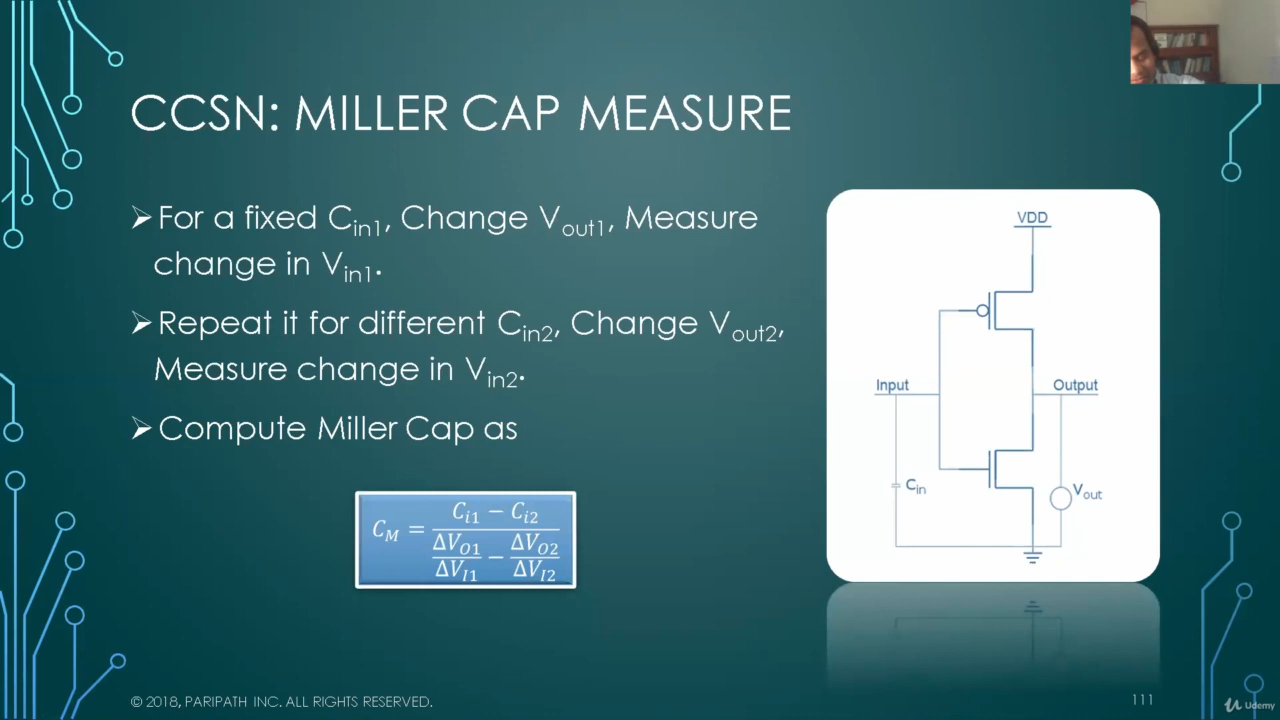 CCSN: MILLER CAP MEASURE
➢For a fixed C_in1, Change V_out1, Measure
change in V_in1.
➢Repeat it for different C_in2, Change V_out2,
Measure change in V_in2.
➢Compute Miller Cap as
C_M = (C_i1 − C_i2) / (ΔV_O1/ΔV_I1 − ΔV_O2/ΔV_I2)
VDD
Input
Output
C_in
V_out
© 2018, PARIPATH INC. ALL RIGHTS RESERVED.
111
Udemy